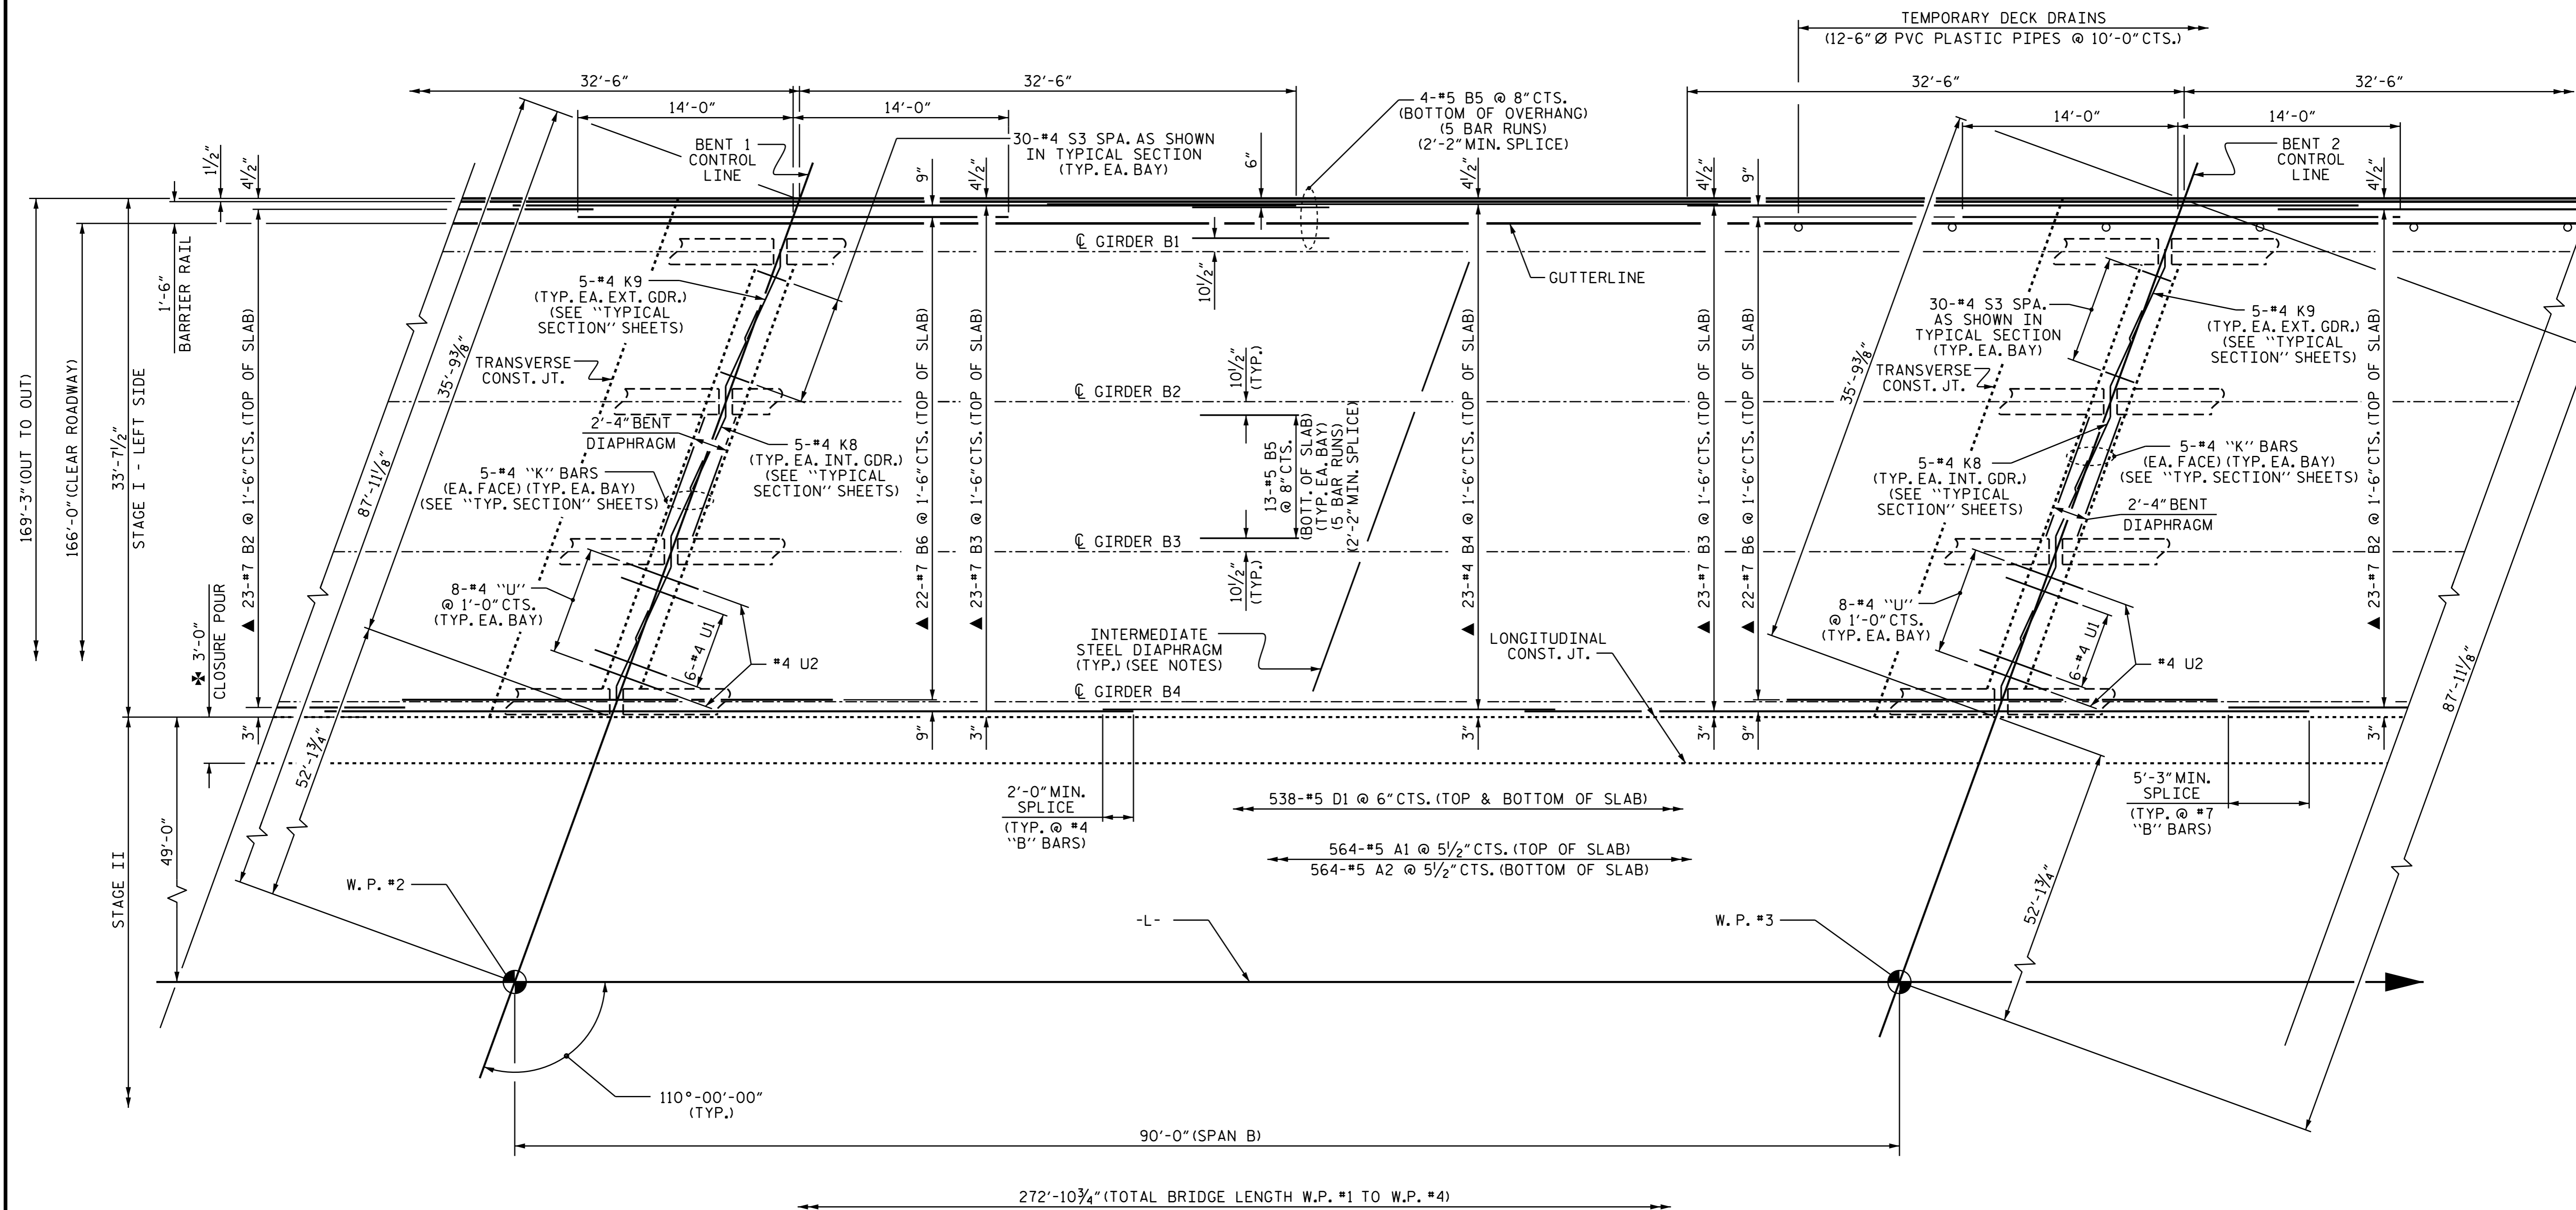 TEMPORARY DECK DRAINS
(12-6" Ø PVC PLASTIC PIPES @ 10'-0" CTS.)
32'-6"
32'-6"
32'-6"
32'-6"
14'-0"
14'-0"
14'-0"
14'-0"
4-#5 B5 @ 8" CTS.
(BOTTOM OF OVERHANG)
(5 BAR RUNS)
(2'-2" MIN. SPLICE)
BENT 1
CONTROL
LINE
30-#4 S3 SPA. AS SHOWN
IN TYPICAL SECTION
(TYP. EA. BAY)
BENT 2
CONTROL
LINE
1½"
4½"
9"
4½"
6"
4½"
4½"
9"
4½"
169'-3" (OUT TO OUT)
166'-0" (CLEAR ROADWAY)
33'-7½"
STAGE I - LEFT SIDE
1'-6"
BARRIER RAIL
✠ 3'-0"
CLOSURE POUR
49'-0"
STAGE II
▲ 23-#7 B2 @ 1'-6" CTS. (TOP OF SLAB)
87'-11⅛"
35'-9⅜"
52'-1¾"
℄ GIRDER B1
10½"
GUTTERLINE
5-#4 K9
(TYP. EA. EXT. GDR.)
(SEE ``TYPICAL
SECTION'' SHEETS)
TRANSVERSE
CONST. JT.
▲ 22-#7 B6 @ 1'-6" CTS. (TOP OF SLAB)
▲ 23-#7 B3 @ 1'-6" CTS. (TOP OF SLAB)
℄ GIRDER B2
10½"
(TYP.)
13-#5 B5
@ 8" CTS.
(BOTT. OF SLAB)
(TYP. EA. BAY)
(5 BAR RUNS)
(2'-2" MIN. SPLICE)
10½"
(TYP.)
▲ 23-#4 B4 @ 1'-6" CTS. (TOP OF SLAB)
▲ 23-#7 B3 @ 1'-6" CTS. (TOP OF SLAB)
▲ 22-#7 B6 @ 1'-6" CTS. (TOP OF SLAB)
2'-4" BENT
DIAPHRAGM
5-#4 K8
(TYP. EA. INT. GDR.)
(SEE ``TYPICAL
SECTION'' SHEETS)
5-#4 ``K'' BARS
(EA. FACE) (TYP. EA. BAY)
(SEE ``TYP. SECTION'' SHEETS)
℄ GIRDER B3
8-#4 ``U''
@ 1'-0" CTS.
(TYP. EA. BAY)
6-#4 U1
#4 U2
INTERMEDIATE
STEEL DIAPHRAGM
(TYP.) (SEE NOTES)
LONGITUDINAL
CONST. JT.
℄ GIRDER B4
30-#4 S3 SPA.
AS SHOWN IN
TYPICAL SECTION
(TYP. EA. BAY)
5-#4 K9
(TYP. EA. EXT. GDR.)
(SEE ``TYPICAL
SECTION'' SHEETS)
TRANSVERSE
CONST. JT.
35'-9⅜"
5-#4 K8
(TYP. EA. INT. GDR.)
(SEE ``TYPICAL
SECTION'' SHEETS)
5-#4 ``K'' BARS
(EA. FACE) (TYP. EA. BAY)
(SEE ``TYP. SECTION'' SHEETS)
2'-4" BENT
DIAPHRAGM
8-#4 ``U''
@ 1'-0" CTS.
(TYP. EA. BAY)
6-#4 U1
#4 U2
▲ 23-#7 B2 @ 1'-6" CTS. (TOP OF SLAB)
87'-11⅛"
3"
9"
3"
3"
3"
9"
3"
2'-0" MIN.
SPLICE
(TYP. @ #4
``B'' BARS)
538-#5 D1 @ 6" CTS. (TOP & BOTTOM OF SLAB)
564-#5 A1 @ 5½" CTS. (TOP OF SLAB)
564-#5 A2 @ 5½" CTS. (BOTTOM OF SLAB)
5'-3" MIN.
SPLICE
(TYP. @ #7
``B'' BARS)
W.P. #2
-L-
W.P. #3
52'-1¾"
110°-00'-00"
(TYP.)
90'-0" (SPAN B)
272'-10¾" (TOTAL BRIDGE LENGTH W.P. #1 TO W.P. #4)